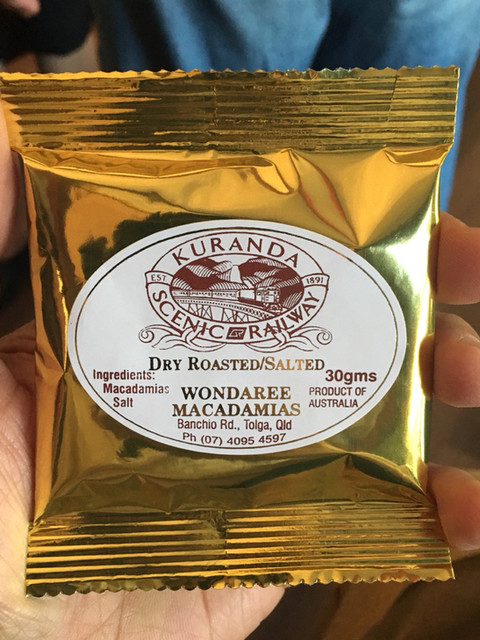 KURANDA
EST 1891
SCENIC RAILWAY
DRY ROASTED/SALTED
Ingredients:
Macadamias
Salt
30gms
PRODUCT OF
AUSTRALIA
WONDAREE
MACADAMIAS
Banchio Rd., Tolga, Qld
Ph (07) 4095 4597